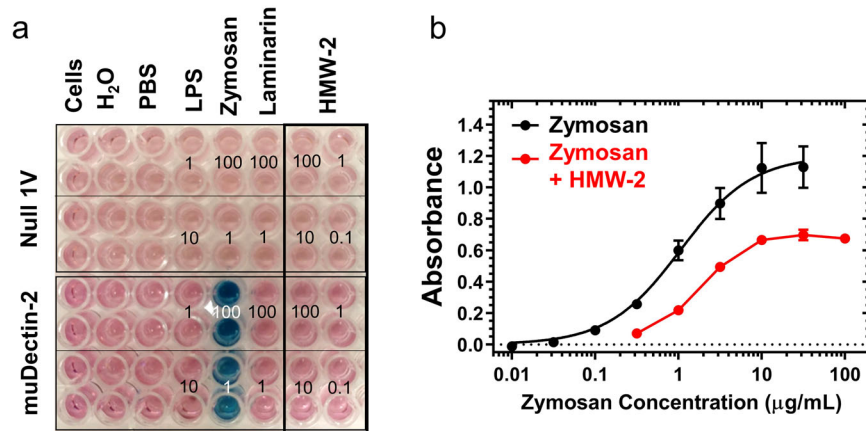 a
Cells
H2O
PBS
LPS
Zymosan
Laminarin
HMW-2
Null 1V
1 100 100 100 1
10 1 1 10 0.1
muDectin-2
1 100 100 100 1
10 1 1 10 0.1
b
Zymosan
Zymosan
+ HMW-2
Absorbance
1.4
1.2
1.0
0.8
0.6
0.4
0.2
0.0
0.01 0.1 1 10 100
Zymosan Concentration (μg/mL)